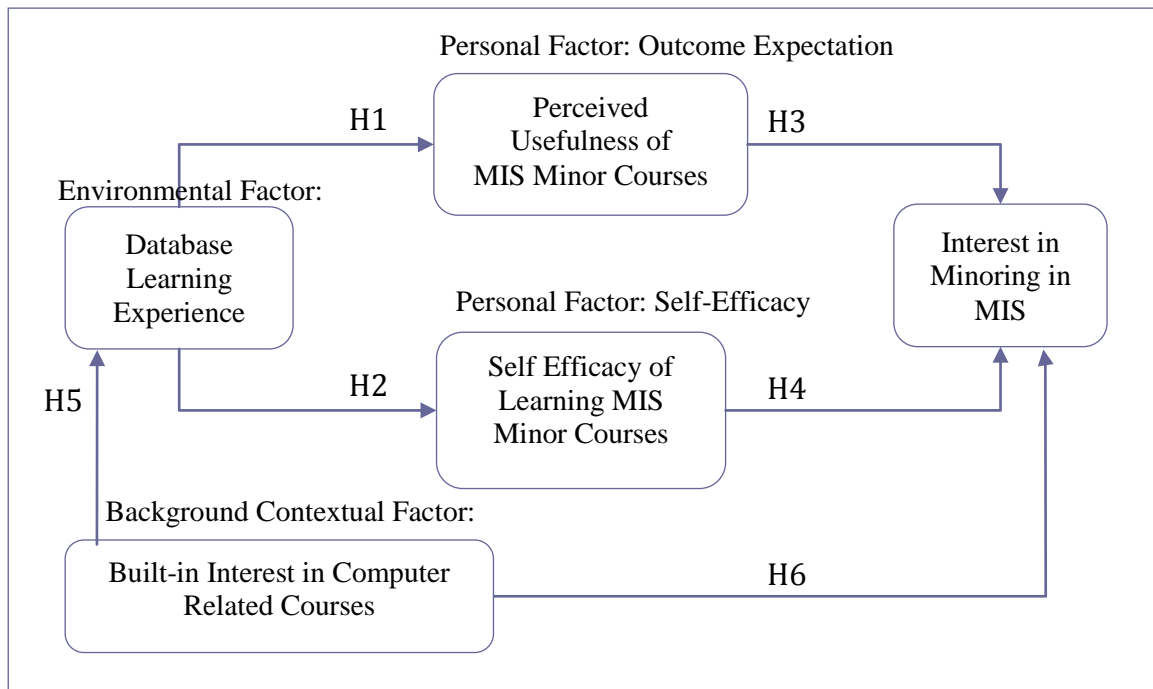 Personal Factor: Outcome Expectation
Perceived
Usefulness of
MIS Minor Courses
H1
H3
Environmental Factor:
Database
Learning
Experience
Interest in
Minoring in
MIS
Personal Factor: Self-Efficacy
Self Efficacy of
Learning MIS
Minor Courses
H2
H4
H5
Background Contextual Factor:
Built-in Interest in Computer
Related Courses
H6